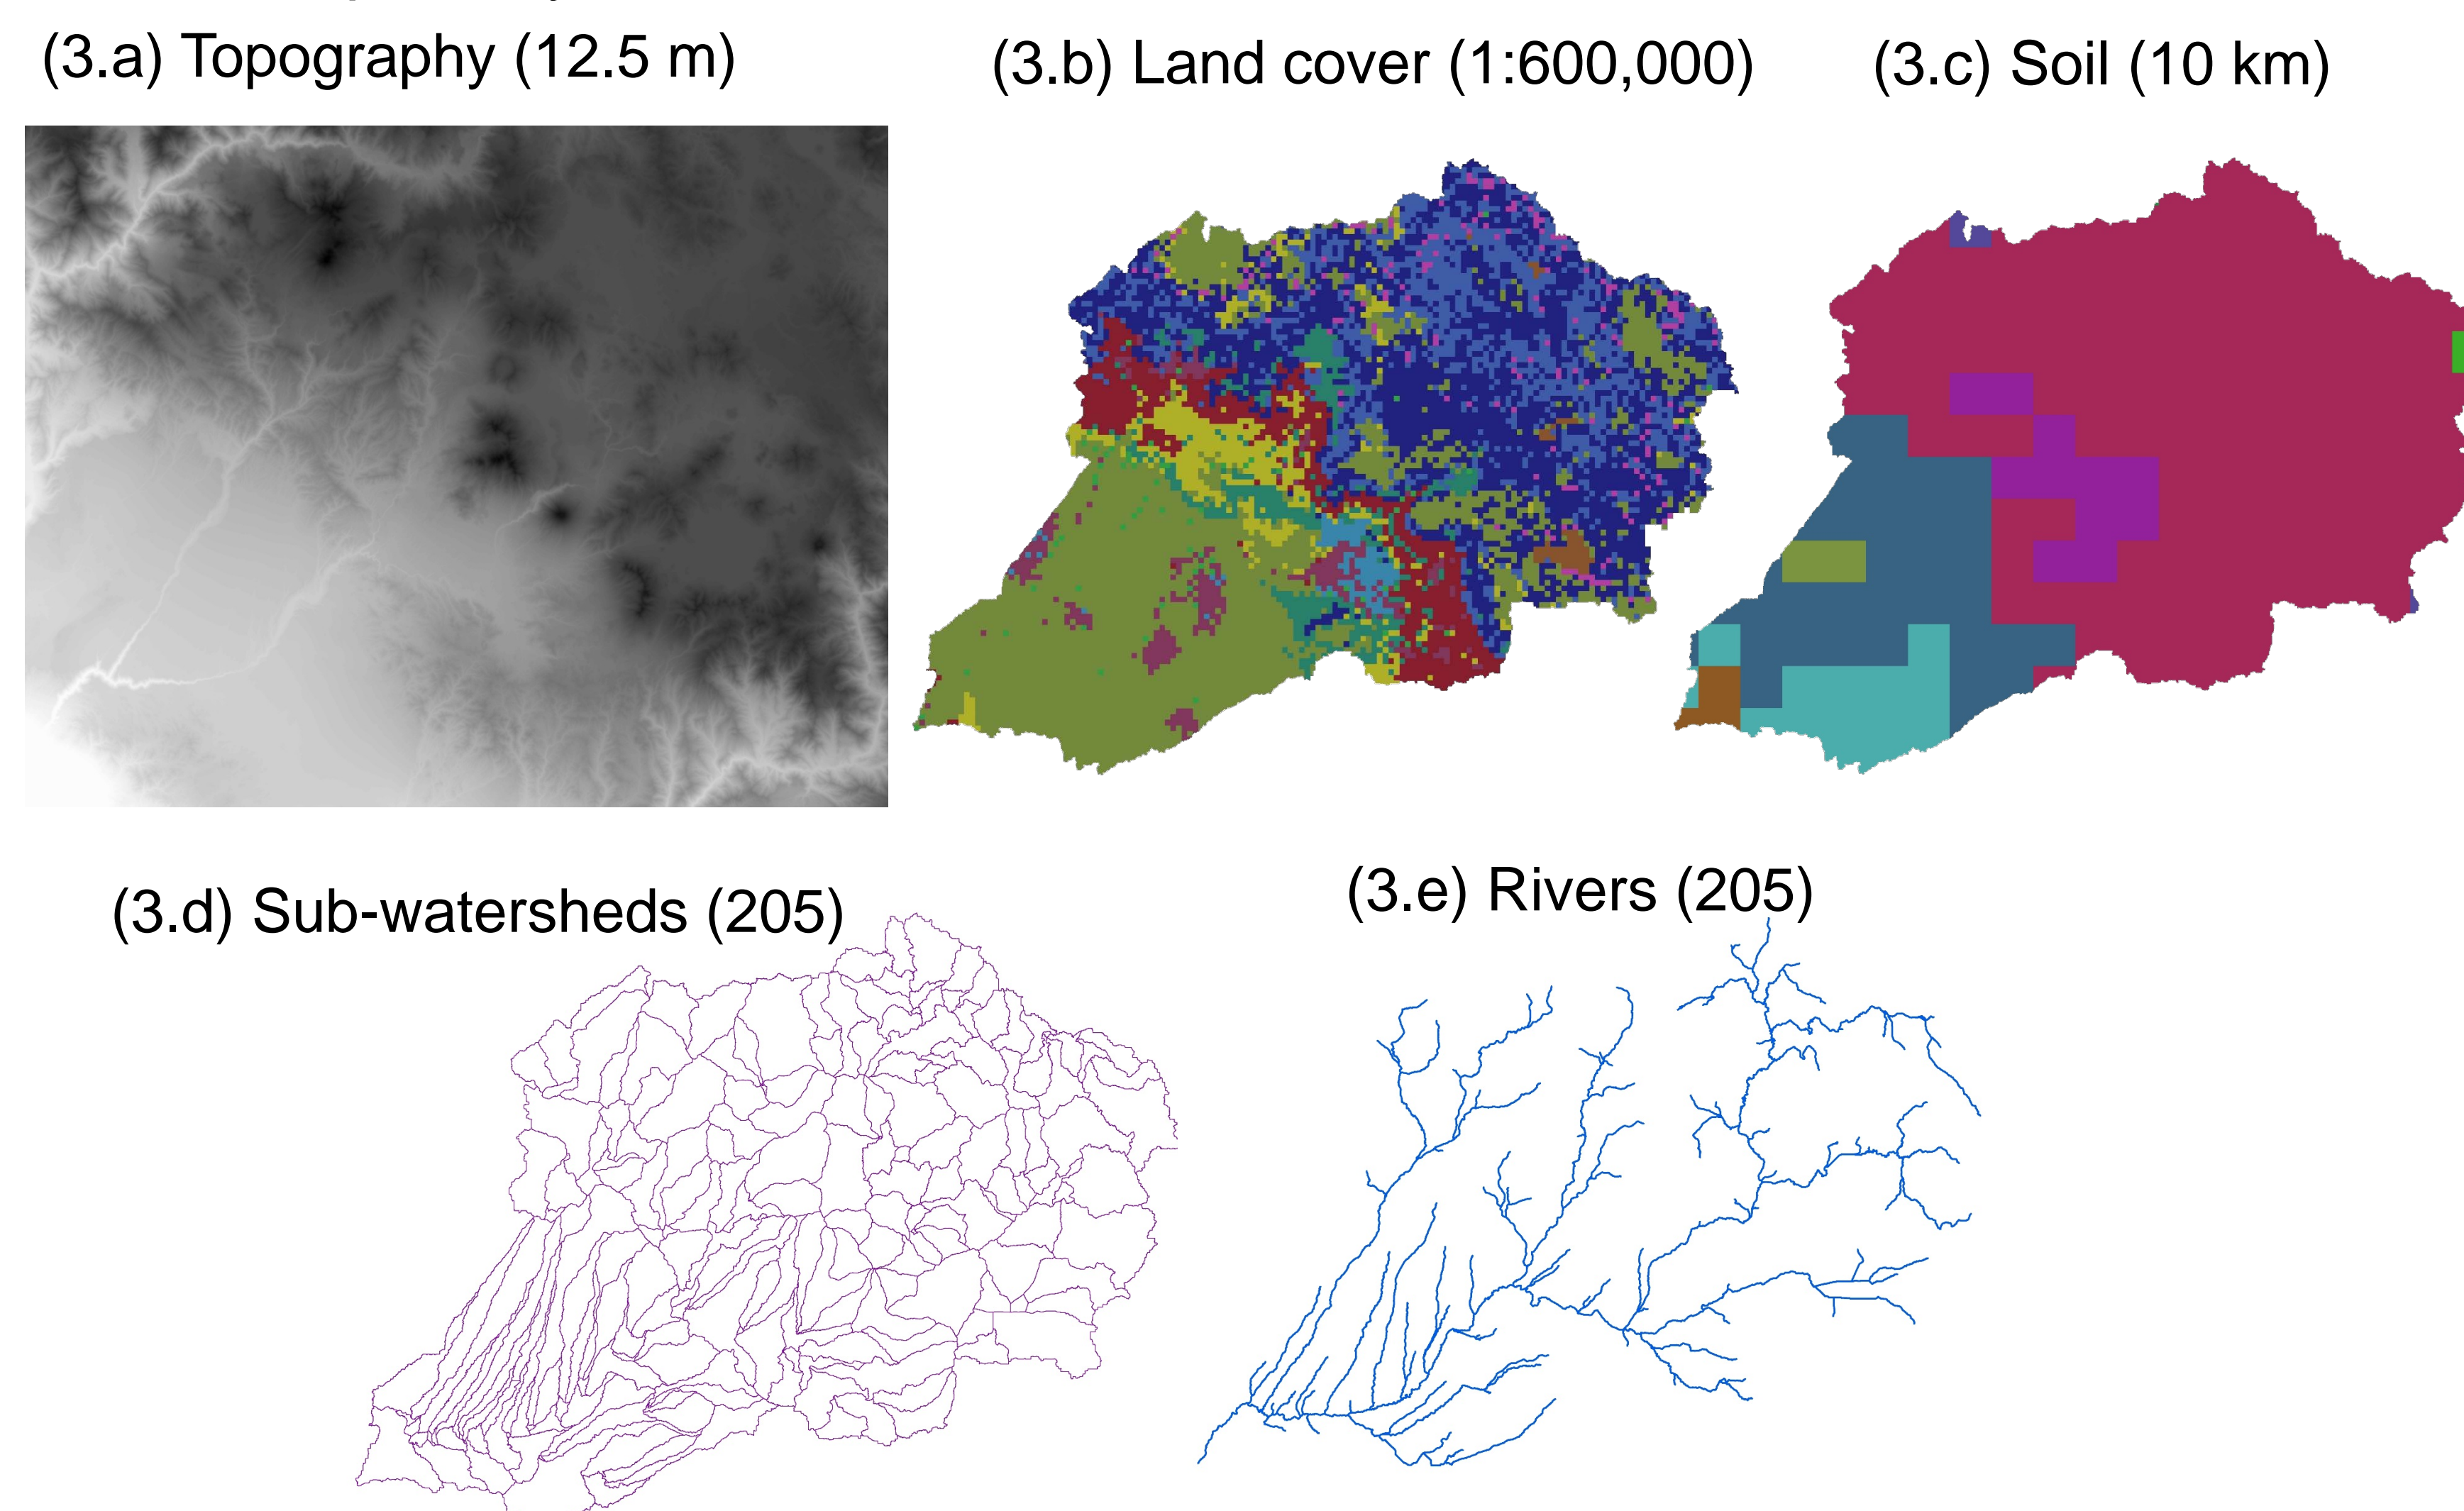 (3.a) Topography (12.5 m)
(3.b) Land cover (1:600,000)
(3.c) Soil (10 km)
(3.d) Sub-watersheds (205)
(3.e) Rivers (205)